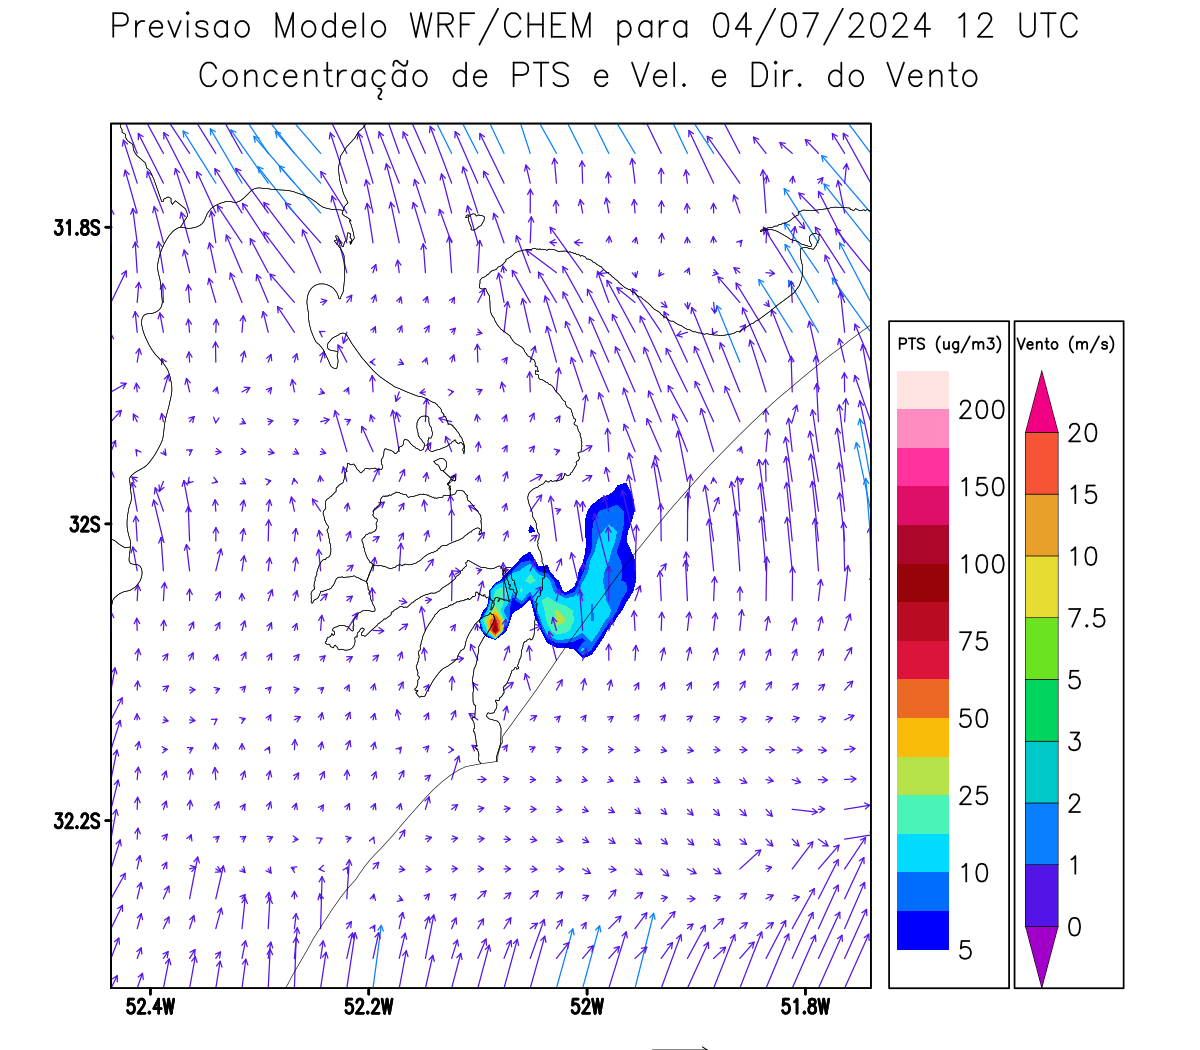 Previsao Modelo WRF/CHEM para 04/07/2024 12 UTC
Concentração de PTS e Vel. e Dir. do Vento
31.8S
32S
32.2S
52.4W
52.2W
52W
51.8W
PTS (ug/m3)
200
150
100
75
50
25
10
5
Vento (m/s)
20
15
10
7.5
5
3
2
1
0